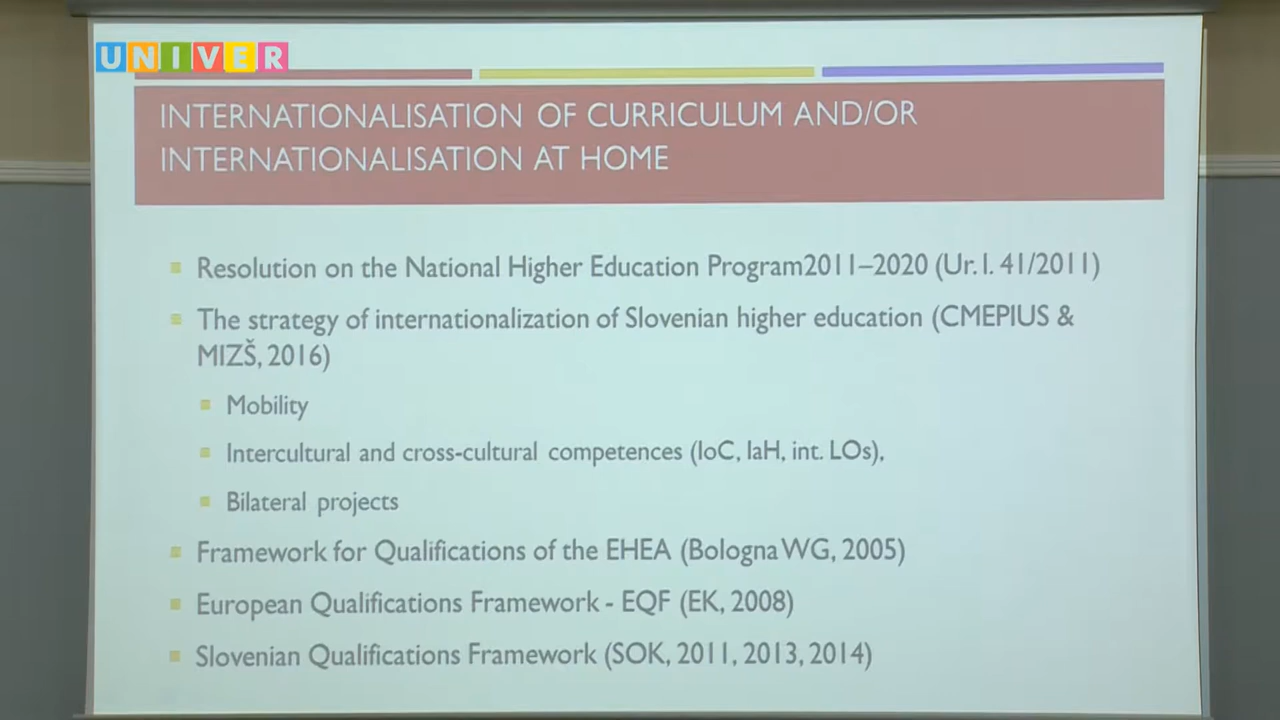 UNIVER
INTERNATIONALISATION OF CURRICULUM AND/OR
INTERNATIONALISATION AT HOME
Resolution on the National Higher Education Program2011–2020 (Ur. l. 41/2011)
The strategy of internationalization of Slovenian higher education (CMEPIUS &
MIZŠ, 2016)
Mobility
Intercultural and cross-cultural competences (IoC, IaH, int. LOs),
Bilateral projects
Framework for Qualifications of the EHEA (Bologna WG, 2005)
European Qualifications Framework - EQF (EK, 2008)
Slovenian Qualifications Framework (SOK, 2011, 2013, 2014)